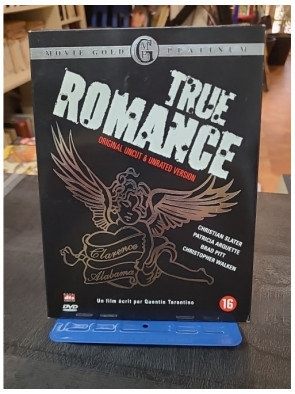 MOVIE GOLD PLATINUM
TRUE
ROMANCE
ORIGINAL UNCUT & UNRATED VERSION
CHRISTIAN SLATER
PATRICIA ARQUETTE
BRAD PITT
CHRISTOPHER WALKEN
Clarence
Alabama
Un film écrit par Quentin Tarantino
dts
DVD
16